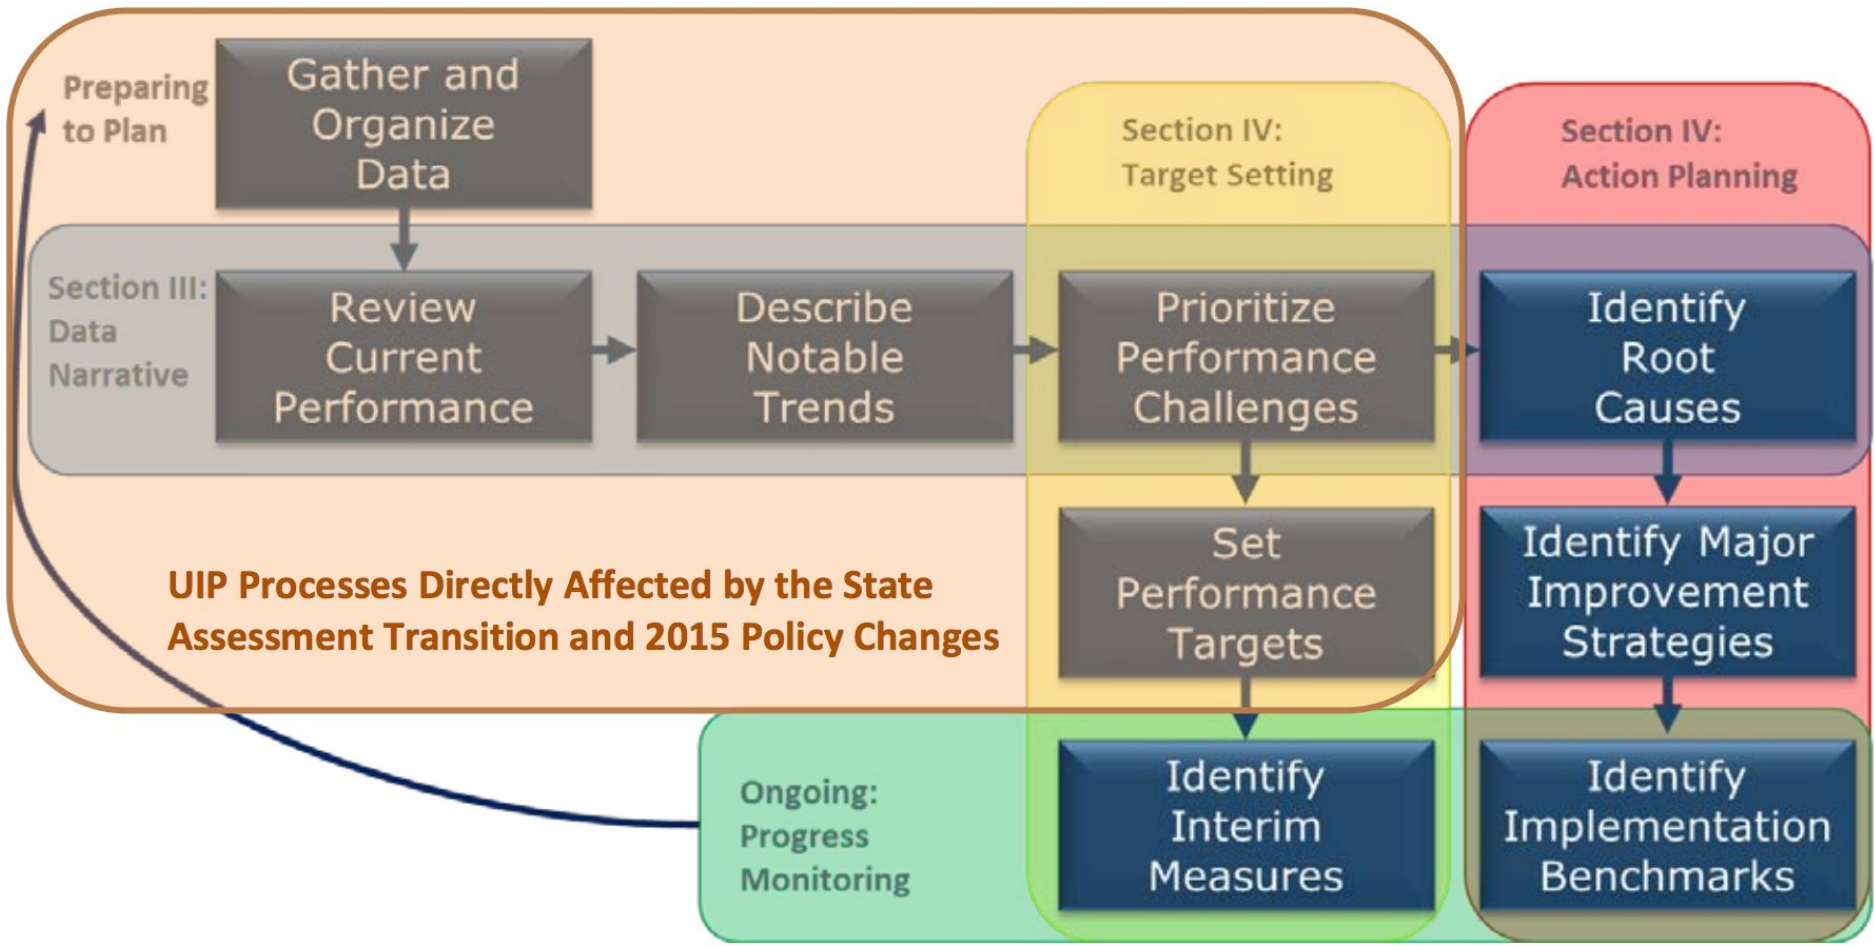 Preparing
to Plan
Gather and
Organize
Data
Section IV:
Target Setting
Section IV:
Action Planning
Section III:
Data
Narrative
Review
Current
Performance
Describe
Notable
Trends
Prioritize
Performance
Challenges
Identify
Root
Causes
UIP Processes Directly Affected by the State
Assessment Transition and 2015 Policy Changes
Set
Performance
Targets
Identify Major
Improvement
Strategies
Ongoing:
Progress
Monitoring
Identify
Interim
Measures
Identify
Implementation
Benchmarks